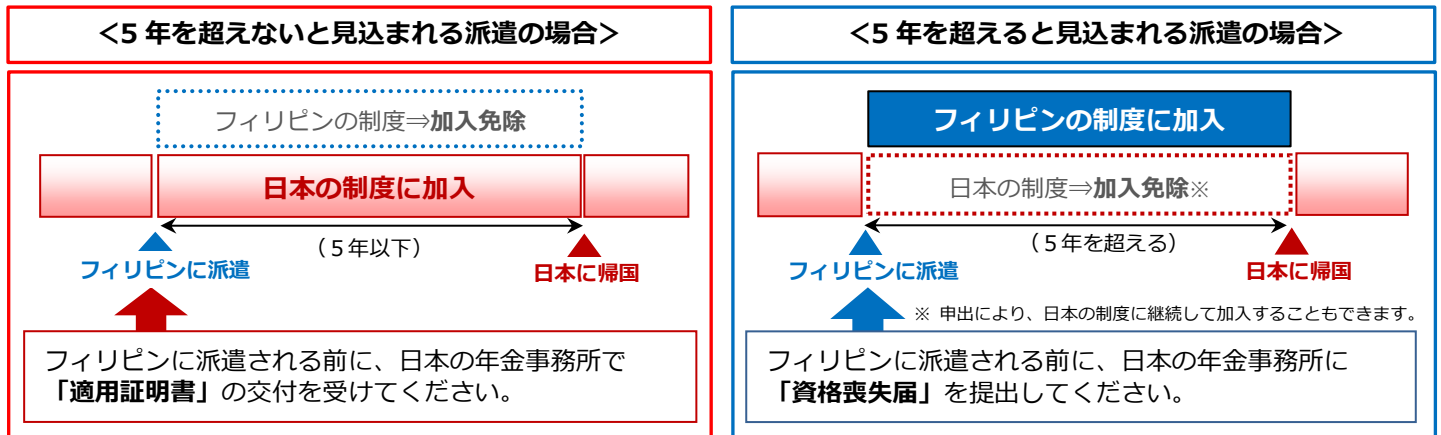 ＜5 年を超えないと見込まれる派遣の場合＞
フィリピンの制度⇒加入免除
日本の制度に加入
（５年以下）
フィリピンに派遣
日本に帰国
フィリピンに派遣される前に、日本の年金事務所で
「適用証明書」の交付を受けてください。
＜5 年を超えると見込まれる派遣の場合＞
フィリピンの制度に加入
日本の制度⇒加入免除※
（５年を超える）
フィリピンに派遣
日本に帰国
※ 申出により、日本の制度に継続して加入することもできます。
フィリピンに派遣される前に、日本の年金事務所に
「資格喪失届」を提出してください。